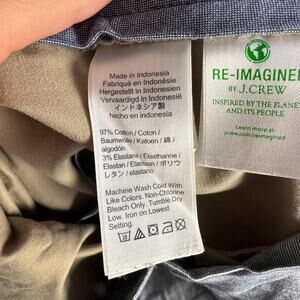 Made in Indonesia
Fabriqué en Indonésie
Hergestellt in Indonesien
Vervaardigd in Indonesië
インドネシア製
hecho en indonesia
97% Cotton / Coton /
Baumwolle / Katoen / 綿 /
algodón
3% Elastane / Élasthanne /
Elastan / Elasteen / ポリウ
レタン / elastano
Machine Wash Cold With
Like Colors. Non-Chlorine
Bleach Only. Tumble Dry
Low. Iron on Lowest
Setting.
RE-IMAGINED
BY J.CREW
INSPIRED BY THE PLANET
AND ITS PEOPLE
Learn more at
jcrew.com/reimagined